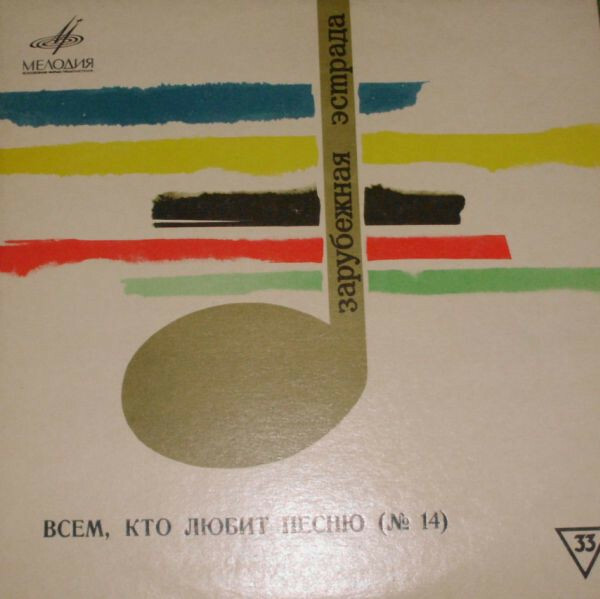 МЕЛОДИЯ
зарубежная эстрада
ВСЕМ, КТО ЛЮБИТ ПЕСНЮ (№ 14)
33